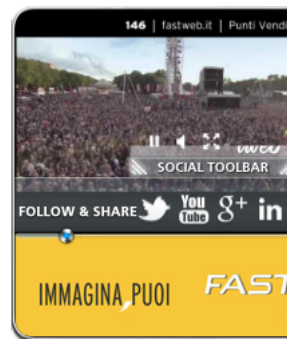 146 | fastweb.it | Punti Vendi
SOCIAL TOOLBAR
FOLLOW & SHARE You Tube g+ in
IMMAGINA, PUOI FAST